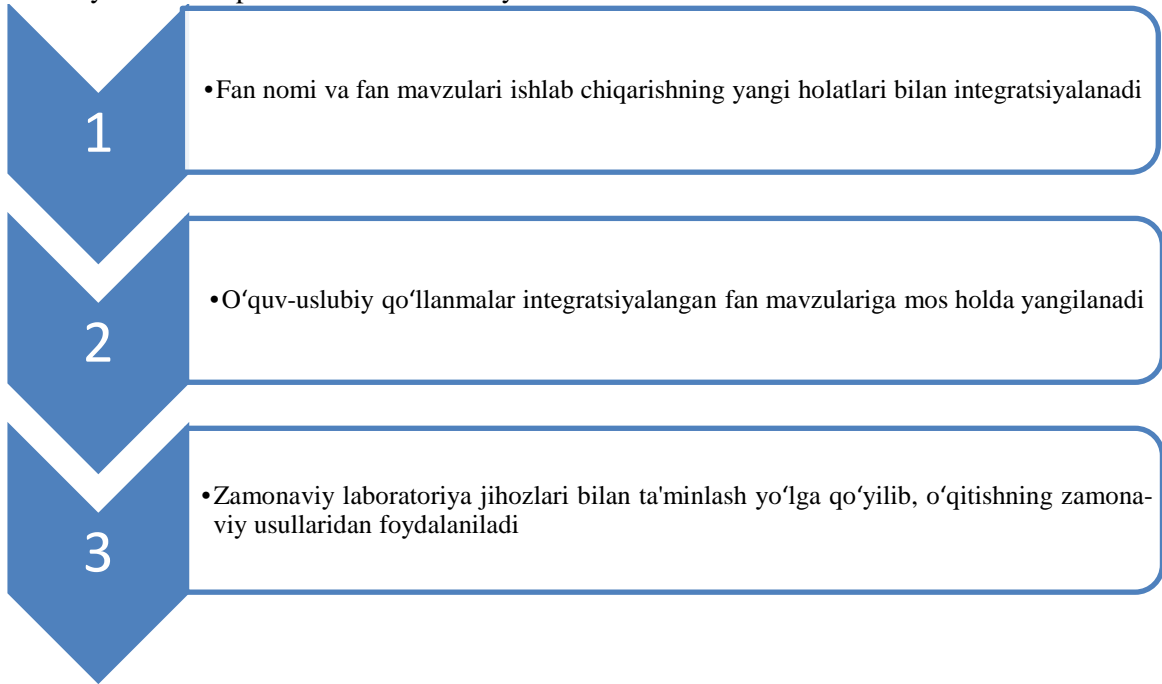 1
•Fan nomi va fan mavzulari ishlab chiqarishning yangi holatlari bilan integratsiyalanadi
2
•Oʻquv-uslubiy qoʻllanmalar integratsiyalangan fan mavzulariga mos holda yangilanadi
3
•Zamonaviy laboratoriya jihozlari bilan ta'minlash yoʻlga qoʻyilib, oʻqitishning zamona-
viy usullaridan foydalaniladi